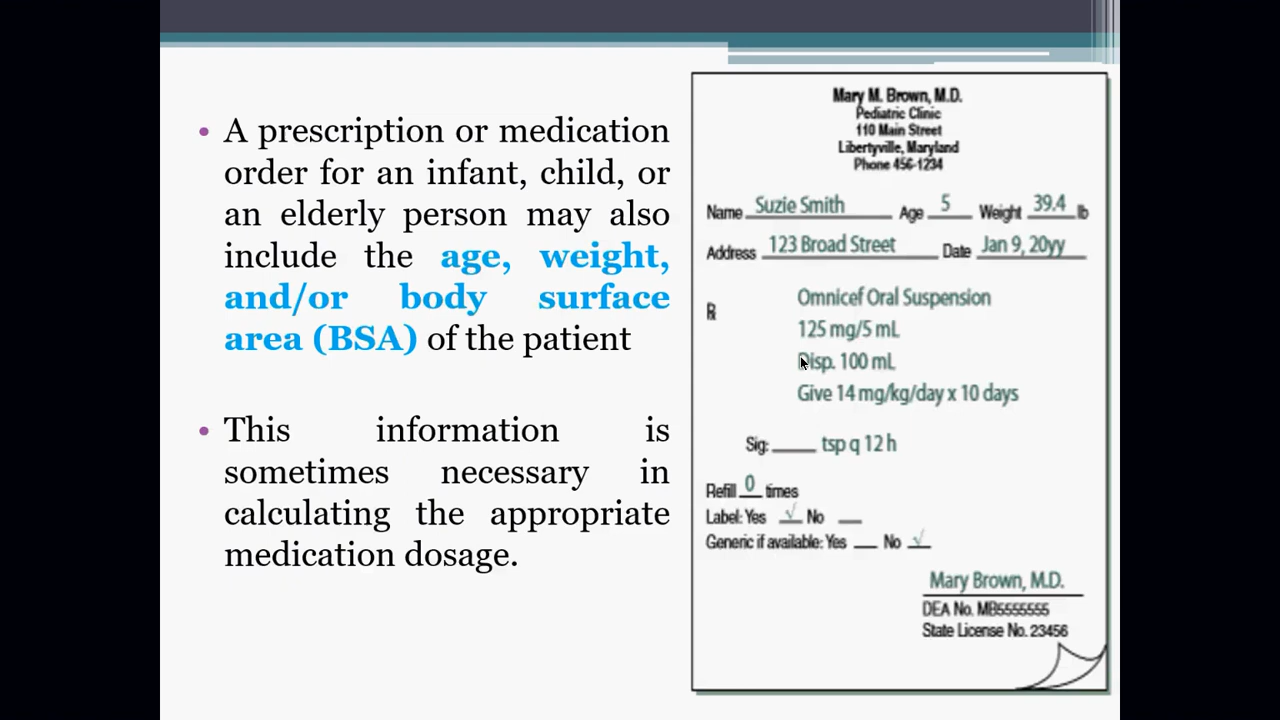 • A prescription or medication
order for an infant, child, or
an elderly person may also
include the age, weight,
and/or body surface
area (BSA) of the patient
• This information is
sometimes necessary in
calculating the appropriate
medication dosage.
Mary M. Brown, M.D.
Pediatric Clinic
110 Main Street
Libertyville, Maryland
Phone 456-1234
Name Suzie Smith Age 5 Weight 39.4 lb
Address 123 Broad Street Date Jan 9, 20yy
℞ Omnicef Oral Suspension
125 mg/5 mL
Disp. 100 mL
Give 14 mg/kg/day x 10 days
Sig: ____ tsp q 12 h
Refill 0 times
Label: Yes √ No __
Generic if available: Yes __ No √
Mary Brown, M.D.
DEA No. MB5555555
State License No. 23456